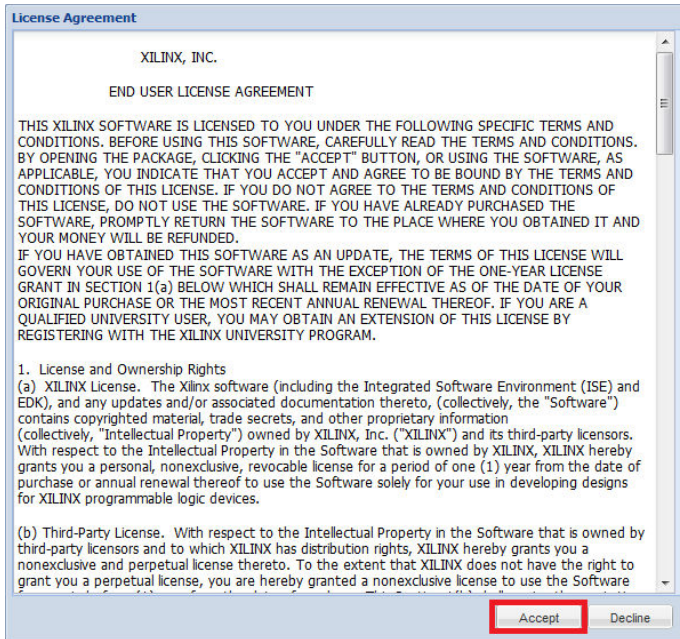 License Agreement
XILINX, INC.
END USER LICENSE AGREEMENT
THIS XILINX SOFTWARE IS LICENSED TO YOU UNDER THE FOLLOWING SPECIFIC TERMS AND
CONDITIONS. BEFORE USING THIS SOFTWARE, CAREFULLY READ THE TERMS AND CONDITIONS.
BY OPENING THE PACKAGE, CLICKING THE "ACCEPT" BUTTON, OR USING THE SOFTWARE, AS
APPLICABLE, YOU INDICATE THAT YOU ACCEPT AND AGREE TO BE BOUND BY THE TERMS AND
CONDITIONS OF THIS LICENSE. IF YOU DO NOT AGREE TO THE TERMS AND CONDITIONS OF
THIS LICENSE, DO NOT USE THE SOFTWARE. IF YOU HAVE ALREADY PURCHASED THE
SOFTWARE, PROMPTLY RETURN THE SOFTWARE TO THE PLACE WHERE YOU OBTAINED IT AND
YOUR MONEY WILL BE REFUNDED.
IF YOU HAVE OBTAINED THIS SOFTWARE AS AN UPDATE, THE TERMS OF THIS LICENSE WILL
GOVERN YOUR USE OF THE SOFTWARE WITH THE EXCEPTION OF THE ONE-YEAR LICENSE
GRANT IN SECTION 1(a) BELOW WHICH SHALL REMAIN EFFECTIVE AS OF THE DATE OF YOUR
ORIGINAL PURCHASE OR THE MOST RECENT ANNUAL RENEWAL THEREOF. IF YOU ARE A
QUALIFIED UNIVERSITY USER, YOU MAY OBTAIN AN EXTENSION OF THIS LICENSE BY
REGISTERING WITH THE XILINX UNIVERSITY PROGRAM.
1. License and Ownership Rights
(a) XILINX License. The Xilinx software (including the Integrated Software Environment (ISE) and
EDK), and any updates and/or associated documentation thereto, (collectively, the "Software")
contains copyrighted material, trade secrets, and other proprietary information
(collectively, "Intellectual Property") owned by XILINX, Inc. ("XILINX") and its third-party licensors.
With respect to the Intellectual Property in the Software that is owned by XILINX, XILINX hereby
grants you a personal, nonexclusive, revocable license for a period of one (1) year from the date of
purchase or annual renewal thereof to use the Software solely for your use in developing designs
for XILINX programmable logic devices.
(b) Third-Party License. With respect to the Intellectual Property in the Software that is owned by
third-party licensors and to which XILINX has distribution rights, XILINX hereby grants you a
nonexclusive and perpetual license thereto. To the extent that XILINX does not have the right to
grant you a perpetual license, you are hereby granted a nonexclusive license to use the Software
Accept Decline